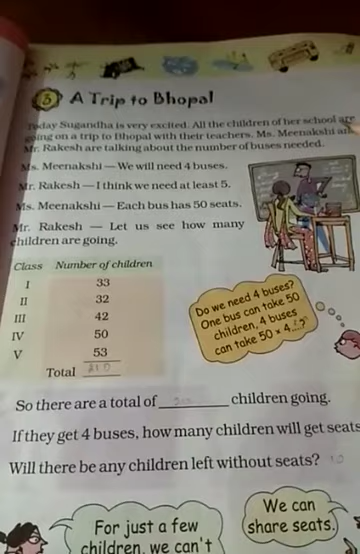 3 A Trip to Bhopal
Today Sugandha is very excited. All the children of her school are
going on a trip to Bhopal with their teachers. Ms. Meenakshi and
Mr. Rakesh are talking about the number of buses needed.
Ms. Meenakshi — We will need 4 buses.
Mr. Rakesh — I think we need at least 5.
Ms. Meenakshi — Each bus has 50 seats.
Mr. Rakesh — Let us see how many
children are going.
Class Number of children
I 33
II 32
III 42
IV 50
V 53
Total 210
Do we need 4 buses?
One bus can take 50
children, 4 buses
can take 50 × 4...?
So there are a total of ________ children going.
If they get 4 buses, how many children will get seats
Will there be any children left without seats?
For just a few
children, we can't
We can
share seats.